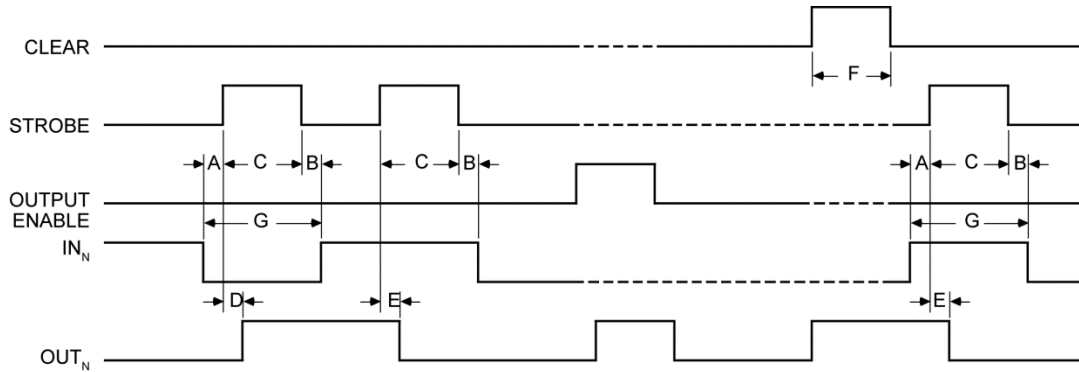 CLEAR
F
STROBE
A C B C B A C B
OUTPUT
ENABLE
G G
IN_N
D E E
OUT_N